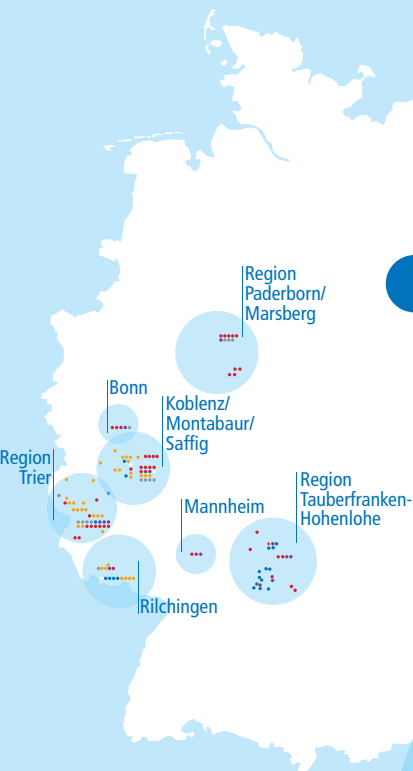 Region
Paderborn/
Marsberg
Bonn
Koblenz/
Montabaur/
Saffig
Region
Trier
Mannheim
Region
Tauberfranken-
Hohenlohe
Rilchingen